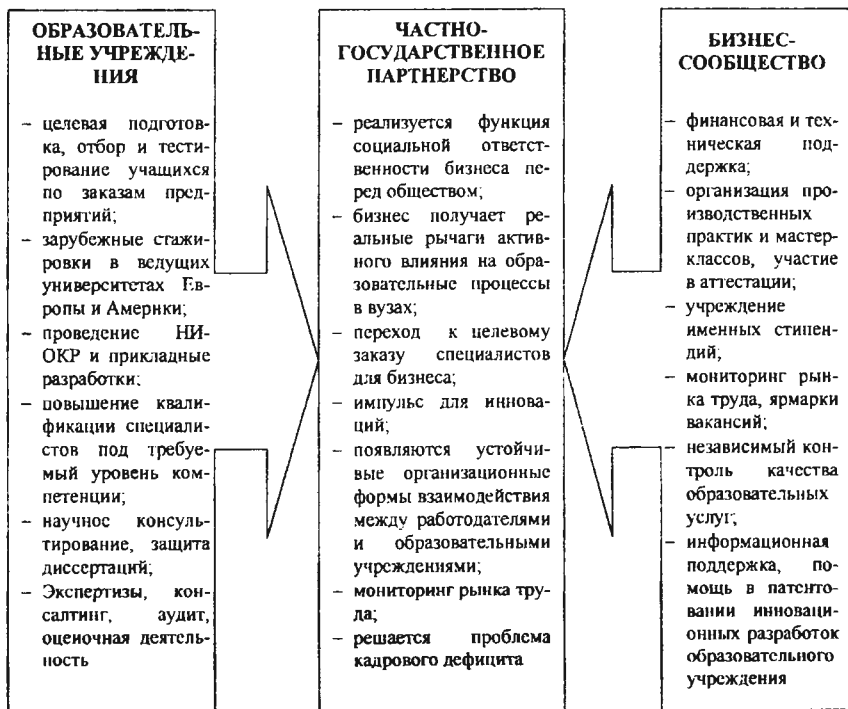 ОБРАЗОВАТЕЛЬ-
НЫЕ УЧРЕЖДЕ-
НИЯ
– целевая подготов-
ка, отбор и тести-
рование учащихся
по заказам пред-
приятий;
– зарубежные стажи-
ровки в ведущих
университетах Ев-
ропы и Америки;
– проведение НИ-
ОКР и прикладные
разработки;
– повышение квали-
фикации специали-
стов под требуе-
мый уровень ком-
петенции;
– научное консуль-
тирование, защита
диссертаций;
– Экспертизы, кон-
салтинг, аудит,
оценочная деятель-
ность
ЧАСТНО-
ГОСУДАРСТВЕННОЕ
ПАРТНЕРСТВО
– реализуется функция
социальной ответст-
венности бизнеса пе-
ред обществом;
– бизнес получает ре-
альные рычаги актив-
ного влияния на обра-
зовательные процессы
в вузах;
– переход к целевому
заказу специалистов
для бизнеса;
– импульс для иннова-
ций;
– появляются устойчи-
вые организационные
формы взаимодействия
между работодателями
и образовательными
учреждениями;
– мониторинг рынка тру-
да;
– решается проблема
кадрового дефицита
БИЗНЕС-
СООБЩЕСТВО
– финансовая и тех-
ническая под-
держка;
– организация про-
изводственных
практик и мастер-
классов, участие
в аттестации;
– учреждение
именных стипен-
дий;
– мониторинг рын-
ка труда, ярмарки
вакансий;
– независимый кон-
троль качества
образовательных
услуг;
– информационная
поддержка, по-
мощь в патенто-
вании инноваци-
онных разработок
образовательного
учреждения